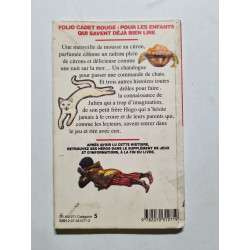 FOLIO CADET ROUGE : POUR LES ENFANTS
QUI SAVENT DÉJÀ BIEN LIRE
Une merveille de mousse au citron,
parfumée comme un radeau plein
de citrons et délicieuse comme
une nuit sur la mer... Un chatalogue
pour passer une commande de chats.
Et trois autres histoires drôles
pour faire la
connaissance de
Julien qui a trop d'imagination,
de son petit frère Hugo qui n'hésite
jamais à le croire et de leurs parents qui,
comme les lecteurs, savent entrer dans
le jeu et rire avec eux.
APRÈS AVOIR LU CETTE HISTOIRE,
RETROUVEZ SES HÉROS DANS LE SUPPLÉMENT DE JEUX
ET D'INFORMATIONS, À LA FIN DU LIVRE.
Catégorie 5